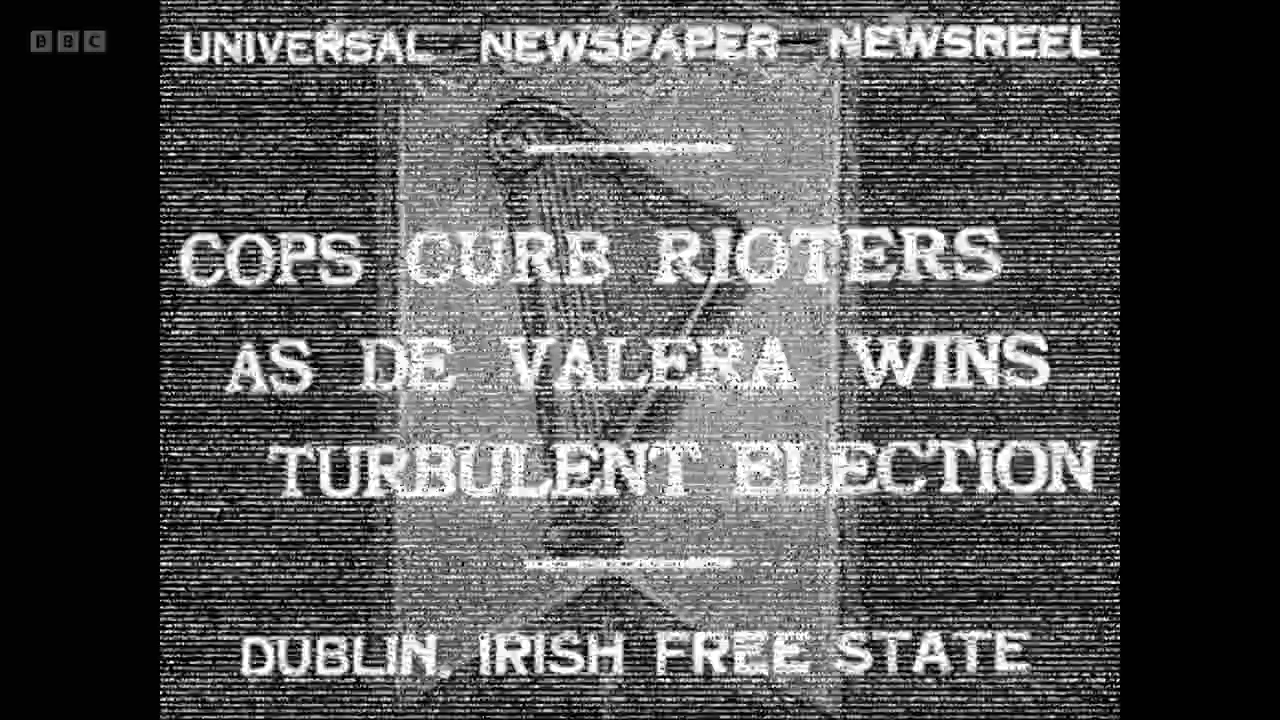 BBC
UNIVERSAL NEWSPAPER NEWSREEL
COPS CURB RIOTERS
AS DE VALERA WINS
TURBULENT ELECTION
DUBLIN, IRISH FREE STATE